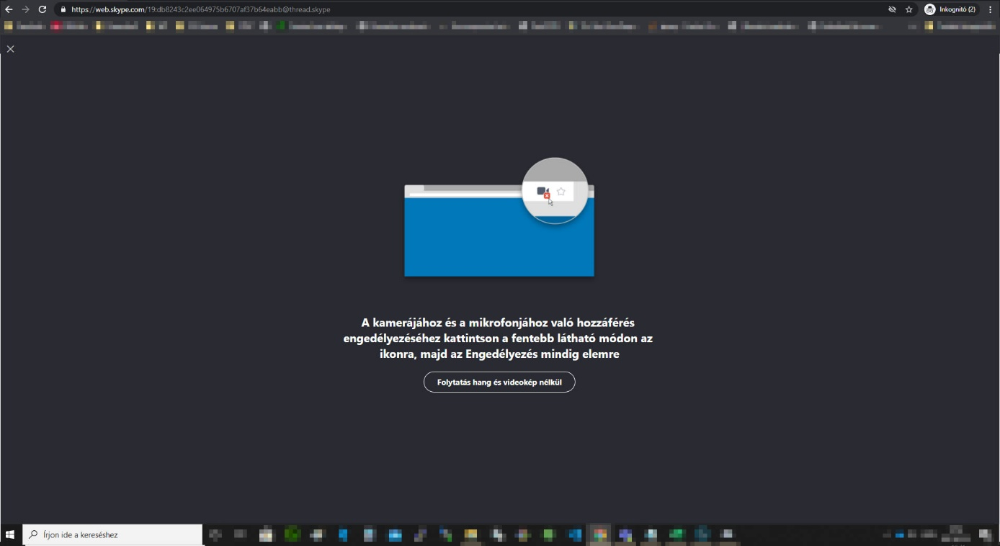 https://web.skype.com/19:db8243c2ee064975b6707af37b64eabb@thread.skype
Inkognitó (2)
A kamerájához és a mikrofonjához való hozzáférés
engedélyezéséhez kattintson a fentebb látható módon az
ikonra, majd az Engedélyezés mindig elemre
Folytatás hang és videokép nélkül
Írjon ide a kereséshez